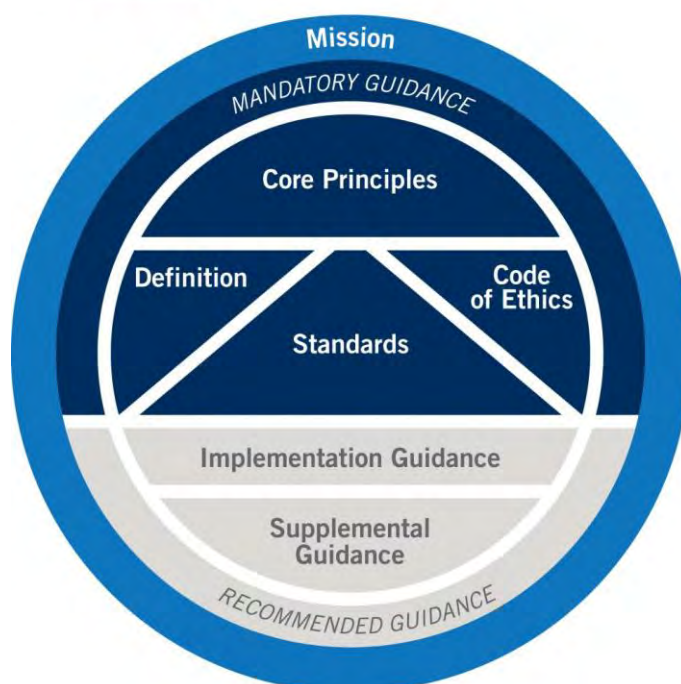 Mission
MANDATORY GUIDANCE
Core Principles
Definition
Code
of Ethics
Standards
Implementation Guidance
Supplemental
Guidance
RECOMMENDED GUIDANCE